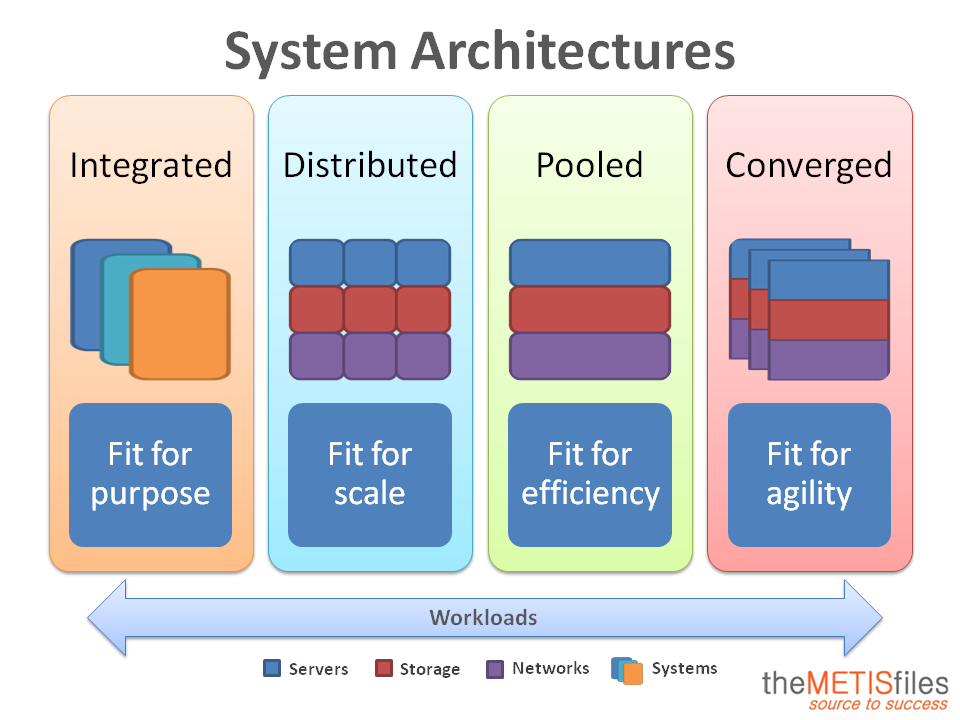 System Architectures
Integrated
Distributed
Pooled
Converged
Fit for
purpose
Fit for
scale
Fit for
efficiency
Fit for
agility
Workloads
Servers
Storage
Networks
Systems
theMETISfiles
source to success